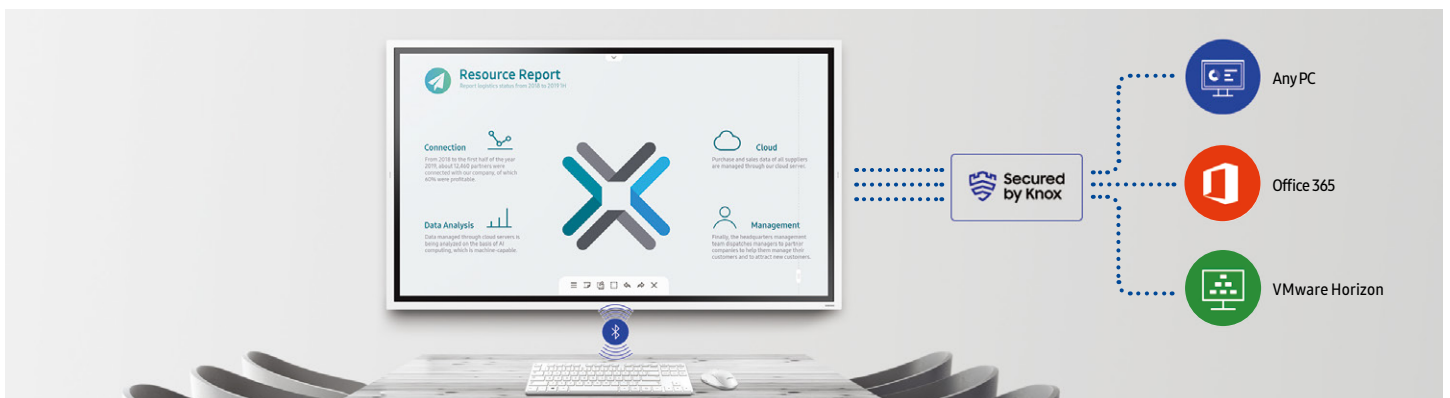 Resource Report
Report logistics status from 2018 to 2019 1H
Connection
From 2018 to the first half of the year
2019, about 12,460 partners were
connected with our company, of which
60% were profitable.
Cloud
Purchase and sales data of all suppliers
are managed through our cloud server.
Data Analysis
Data managed through cloud servers is
being analyzed on the basis of AI
computing, which is machine-capable.
Management
Finally, the headquarters management
team dispatches managers to partner
companies to help them manage their
customers and to attract new customers.
Secured
by Knox
Any PC
Office 365
VMware Horizon